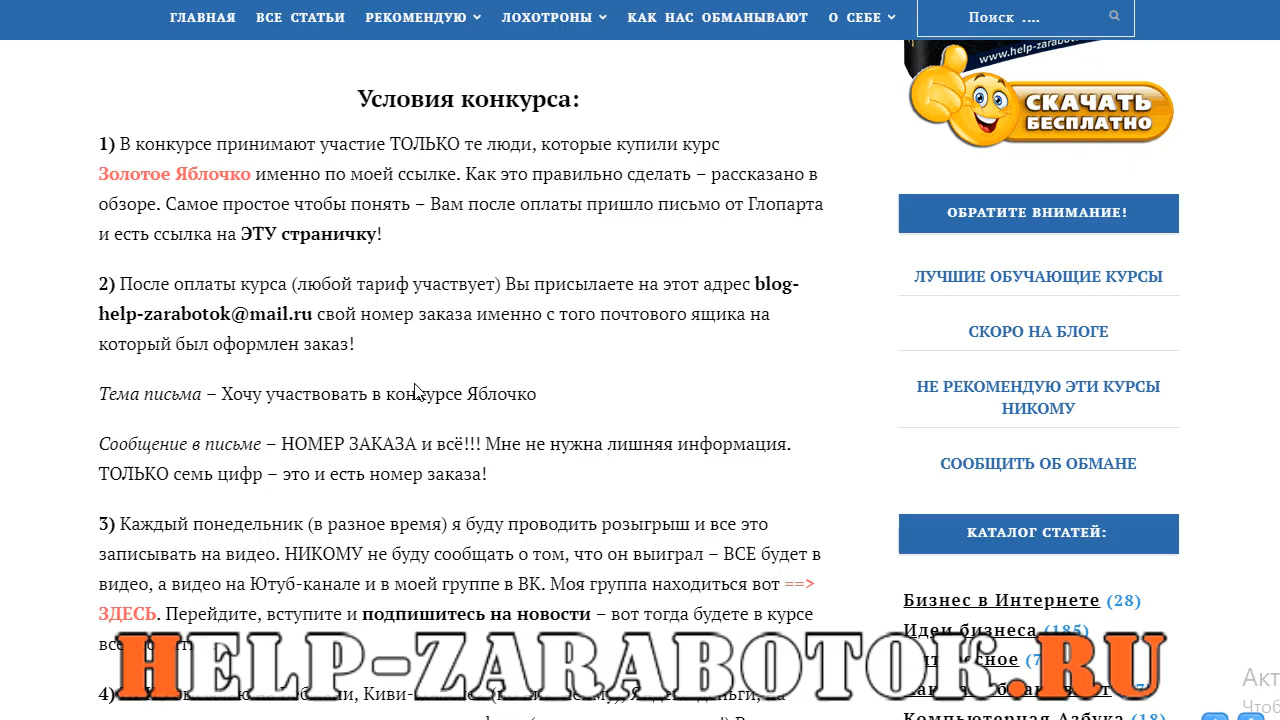 ГЛАВНАЯ ВСЕ СТАТЬИ РЕКОМЕНДУЮ ЛОХОТРОНЫ КАК НАС ОБМАНЫВАЮТ О СЕБЕ Поиск ....
Условия конкурса:
1) В конкурсе принимают участие ТОЛЬКО те люди, которые купили курс
Золотое Яблочко именно по моей ссылке. Как это правильно сделать – рассказано в
обзоре. Самое простое чтобы понять – Вам после оплаты пришло письмо от Глопарта
и есть ссылка на ЭТУ страничку!
2) После оплаты курса (любой тариф участвует) Вы присылаете на этот адрес blog-
help-zarabotok@mail.ru свой номер заказа именно с того почтового ящика на
который был оформлен заказ!
Тема письма – Хочу участвовать в конкурсе Яблочко
Сообщение в письме – НОМЕР ЗАКАЗА и всё!!! Мне не нужна лишняя информация.
ТОЛЬКО семь цифр – это и есть номер заказа!
3) Каждый понедельник (в разное время) я буду проводить розыгрыш и все это
записывать на видео. НИКОМУ не буду сообщать о том, что он выиграл – ВСЕ будет в
видео, а видео на Ютуб-канале и в моей группе в ВК. Моя группа находиться вот ==>
ЗДЕСЬ. Перейдите, вступите и подпишитесь на новости – вот тогда будете в курсе
4)
СКАЧАТЬ
БЕСПЛАТНО
ОБРАТИТЕ ВНИМАНИЕ!
ЛУЧШИЕ ОБУЧАЮЩИЕ КУРСЫ
СКОРО НА БЛОГЕ
НЕ РЕКОМЕНДУЮ ЭТИ КУРСЫ
НИКОМУ
СООБЩИТЬ ОБ ОБМАНЕ
КАТАЛОГ СТАТЕЙ:
Бизнес в Интернете (28)
Идеи бизнеса (185)
HELP-ZARABOTOK.RU